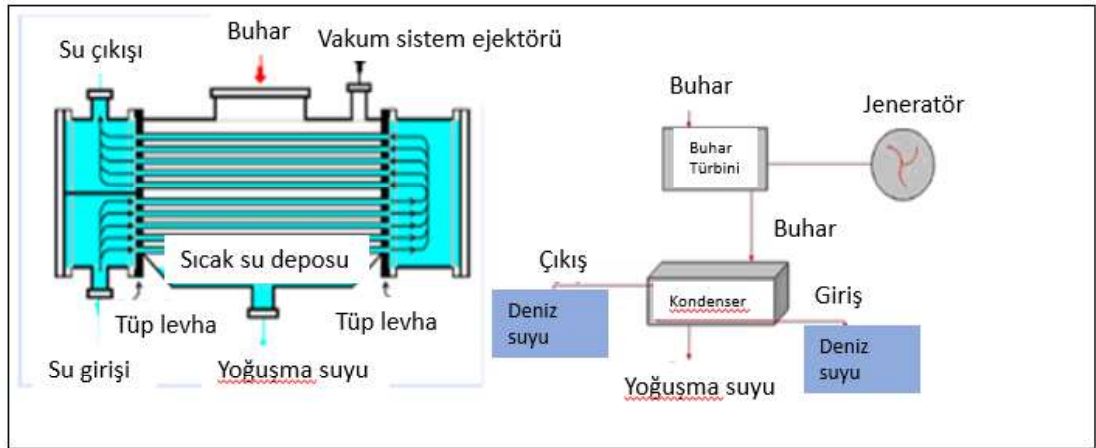 Su çıkışı
Buhar
Vakum sistem ejektörü
Sıcak su deposu
Tüp levha
Tüp levha
Su girişi
Yoğuşma suyu
Buhar
Jeneratör
Buhar
Türbini
Buhar
Çıkış
Giriş
Kondenser
Deniz
suyu
Deniz
suyu
Yoğuşma suyu